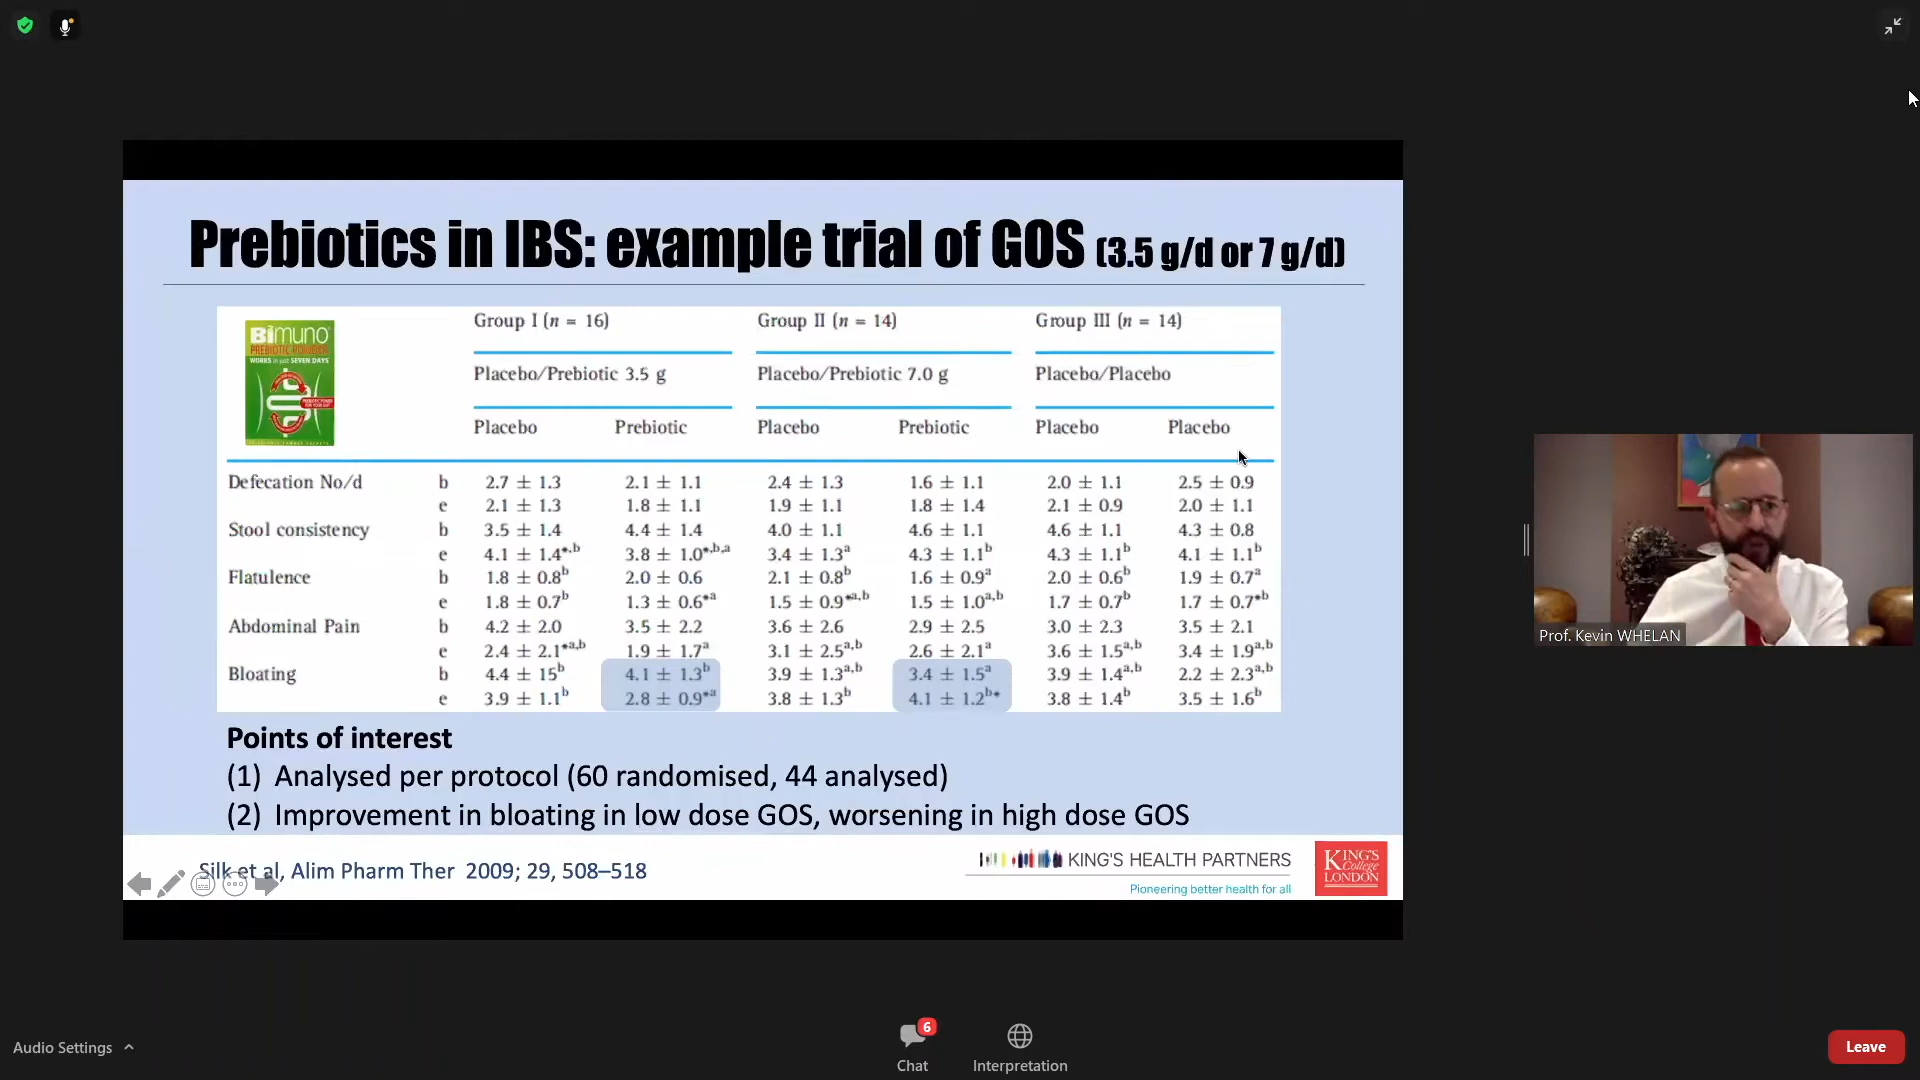 Prebiotics in IBS: example trial of GOS (3.5 g/d or 7 g/d)
Bimuno
PREBIOTIC POWDER
WORKS in just SEVEN DAYS
Group I (n = 16) Group II (n = 14) Group III (n = 14)
Placebo/Prebiotic 3.5 g Placebo/Prebiotic 7.0 g Placebo/Placebo
Placebo Prebiotic Placebo Prebiotic Placebo Placebo
Defecation No/d b 2.7 ± 1.3 2.1 ± 1.1 2.4 ± 1.3 1.6 ± 1.1 2.0 ± 1.1 2.5 ± 0.9
e 2.1 ± 1.3 1.8 ± 1.1 1.9 ± 1.1 1.8 ± 1.4 2.1 ± 0.9 2.0 ± 1.1
Stool consistency b 3.5 ± 1.4 4.4 ± 1.4 4.0 ± 1.1 4.6 ± 1.1 4.6 ± 1.1 4.3 ± 0.8
e 4.1 ± 1.4*,b 3.8 ± 1.0*,b,a 3.4 ± 1.3a 4.3 ± 1.1b 4.3 ± 1.1b 4.1 ± 1.1b
Flatulence b 1.8 ± 0.8b 2.0 ± 0.6 2.1 ± 0.8b 1.6 ± 0.9a 2.0 ± 0.6b 1.9 ± 0.7a
e 1.8 ± 0.7b 1.3 ± 0.6*a 1.5 ± 0.9*a,b 1.5 ± 1.0a,b 1.7 ± 0.7b 1.7 ± 0.7*b
Abdominal Pain b 4.2 ± 2.0 3.5 ± 2.2 3.6 ± 2.6 2.9 ± 2.5 3.0 ± 2.3 3.5 ± 2.1
e 2.4 ± 2.1*a,b 1.9 ± 1.7a 3.1 ± 2.5a,b 2.6 ± 2.1a 3.6 ± 1.5a,b 3.4 ± 1.9a,b
Bloating b 4.4 ± 15b 4.1 ± 1.3b 3.9 ± 1.3a,b 3.4 ± 1.5a 3.9 ± 1.4a,b 2.2 ± 2.3a,b
e 3.9 ± 1.1b 2.8 ± 0.9*a 3.8 ± 1.3b 4.1 ± 1.2b* 3.8 ± 1.4b 3.5 ± 1.6b
Points of interest
(1) Analysed per protocol (60 randomised, 44 analysed)
(2) Improvement in bloating in low dose GOS, worsening in high dose GOS
Silk et al, Alim Pharm Ther 2009; 29, 508–518
KING'S HEALTH PARTNERS
Pioneering better health for all
KING'S
College
LONDON
Prof. Kevin WHELAN
Audio Settings
6
Chat
Interpretation
Leave